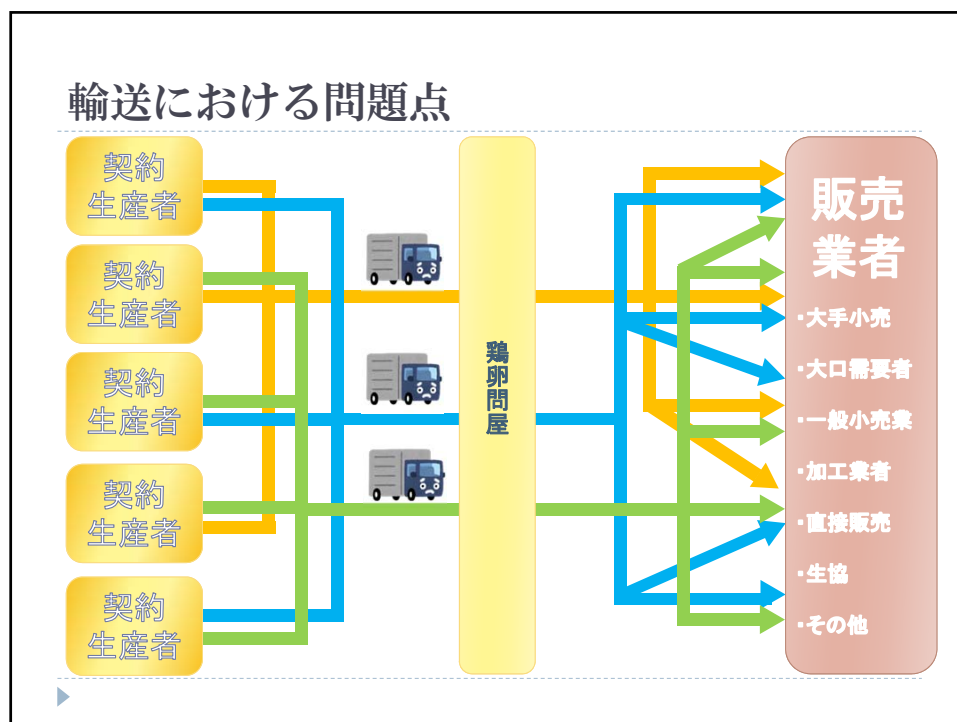 輸送における問題点
契約
生産者
契約
生産者
契約
生産者
契約
生産者
契約
生産者
鶏卵問屋
販売
業者
・大手小売
・大口需要者
・一般小売業
・加工業者
・直接販売
・生協
・その他